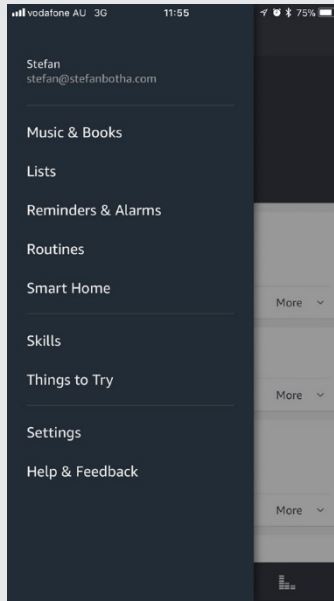 vodafone AU 3G 11:55 75%
Stefan
stefan@stefanbotha.com
Music & Books
Lists
Reminders & Alarms
Routines
Smart Home
More
Skills
Things to Try
More
Settings
Help & Feedback
More